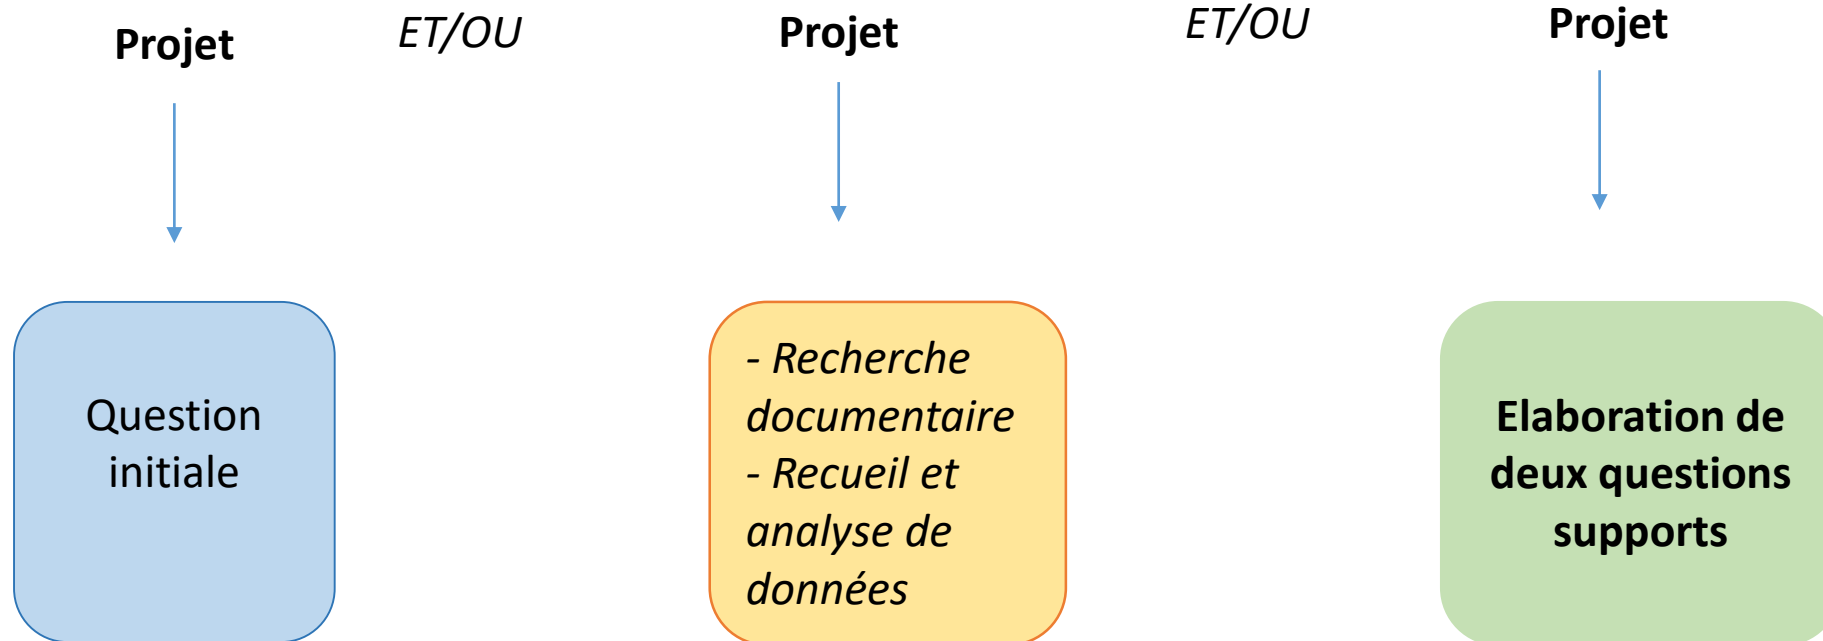 Projet
ET/OU
Projet
ET/OU
Projet
Question
initiale
- Recherche
documentaire
- Recueil et
analyse de
données
Elaboration de
deux questions
supports